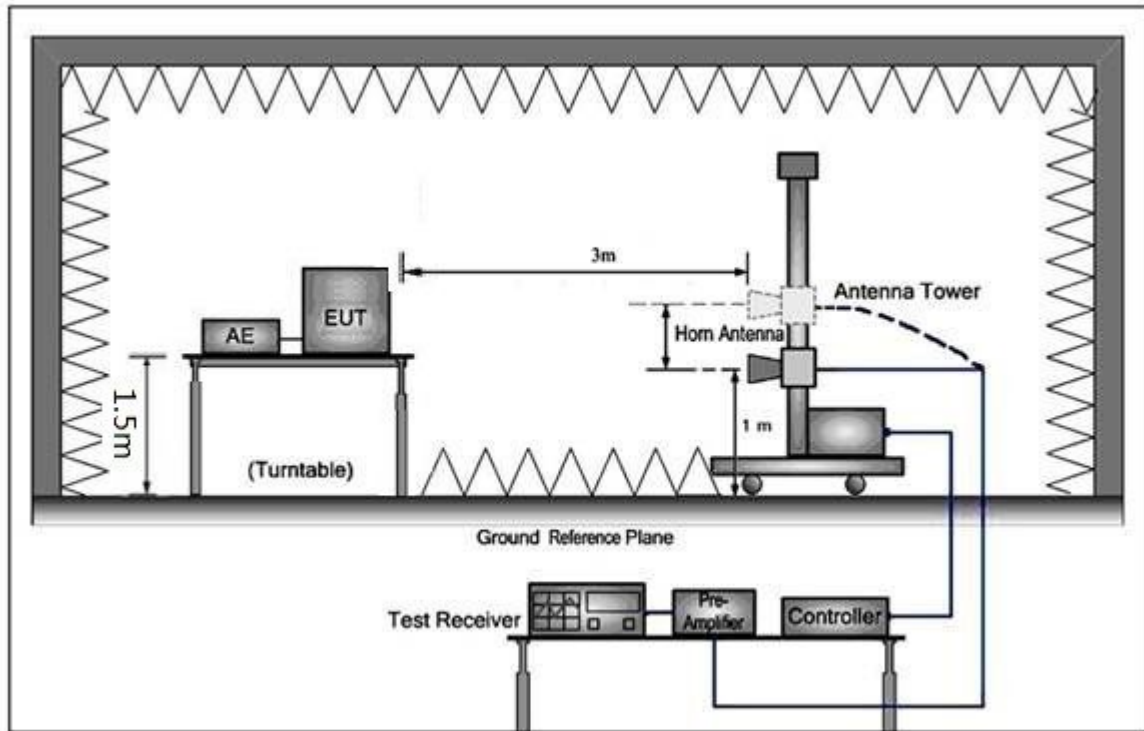 3m
Antenna Tower
EUT
AE
Horn Antenna
1.5m
1 m
(Turntable)
Ground Reference Plane
Test Receiver
Pre-
Amplifier
Controller